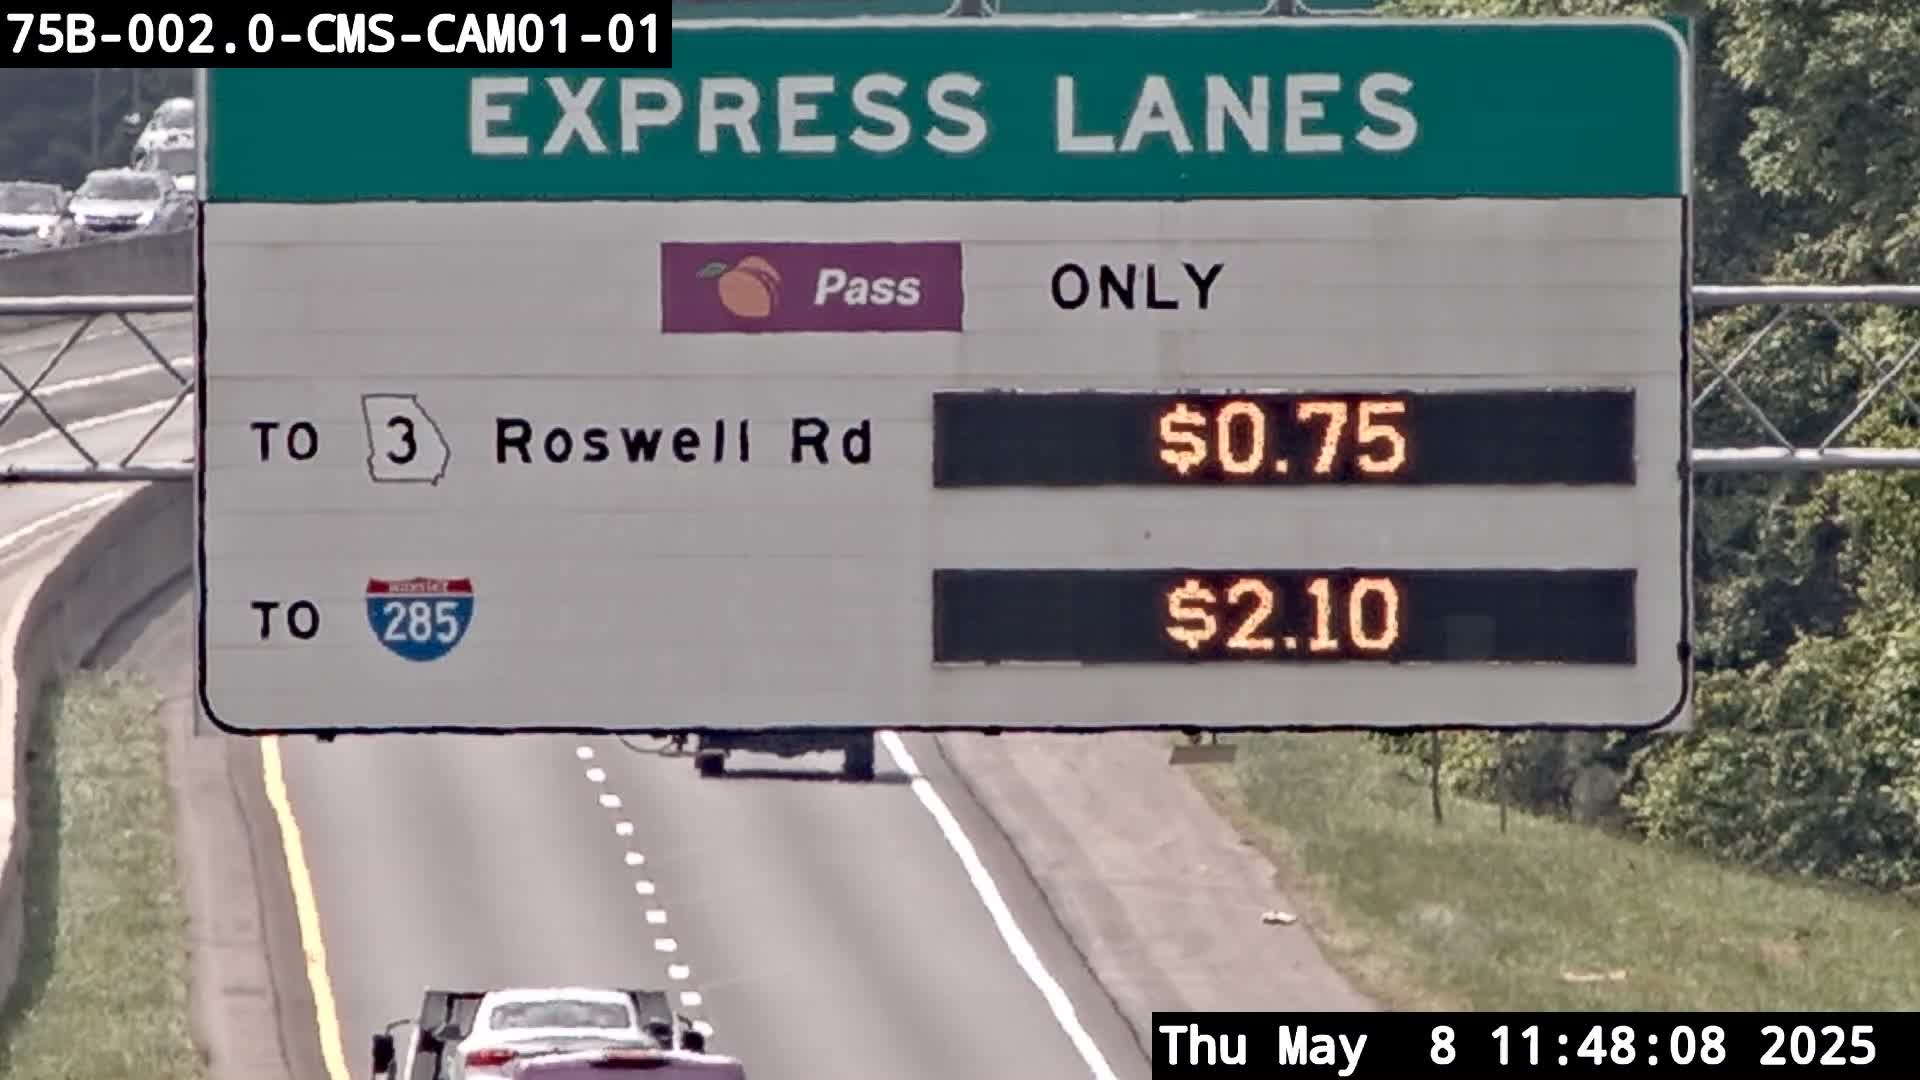 75B-002.0-CMS-CAM01-01
EXPRESS LANES
Pass ONLY
TO 3 Roswell Rd $0.75
INTERSTATE
TO 285 $2.10
Thu May 8 11:48:08 2025